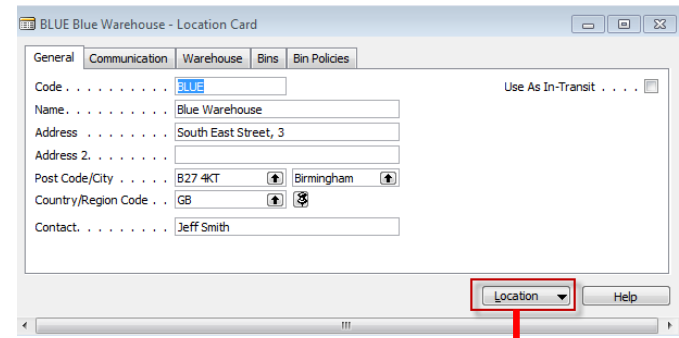 BLUE Blue Warehouse - Location Card
General Communication Warehouse Bins Bin Policies
Code . . . . . . . . . . BLUE Use As In-Transit . . . .
Name. . . . . . . . . . Blue Warehouse
Address . . . . . . . . South East Street, 3
Address 2. . . . . . . .
Post Code/City . . . . . B27 4KT Birmingham
Country/Region Code . . GB
Contact. . . . . . . . . Jeff Smith
Location Help